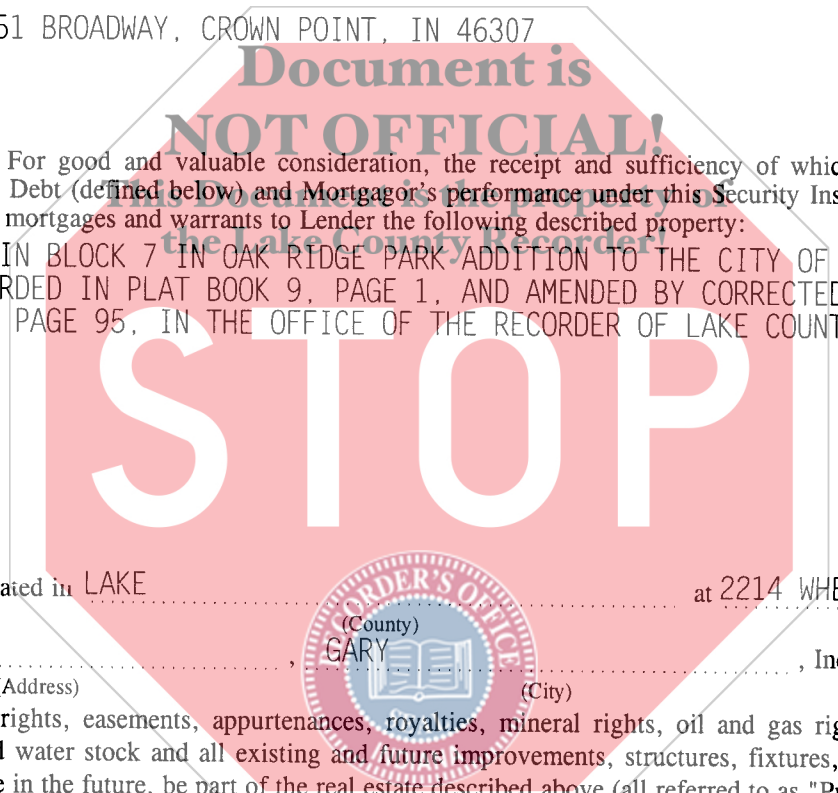 51 BROADWAY, CROWN POINT, IN 46307
Document is
NOT OFFICIAL!
For good and valuable consideration, the receipt and sufficiency of whic
This Document is the property of
Debt (defined below) and Mortgagor's performance under this Security Ins
mortgages and warrants to Lender the following described property:
the Lake County Recorder!
IN BLOCK 7 IN OAK RIDGE PARK ADDITION TO THE CITY OF
RDED IN PLAT BOOK 9, PAGE 1, AND AMENDED BY CORRECTED
PAGE 95, IN THE OFFICE OF THE RECORDER OF LAKE COUNT
STOP
ated in LAKE at 2214 WHE
(County)
RECORDER'S OFFICE
, GARY , In
(Address) (City)
rights, easements, appurtenances, royalties, mineral rights, oil and gas rig
water stock and all existing and future improvements, structures, fixtures,
in the future, be part of the real estate described above (all referred to as "P